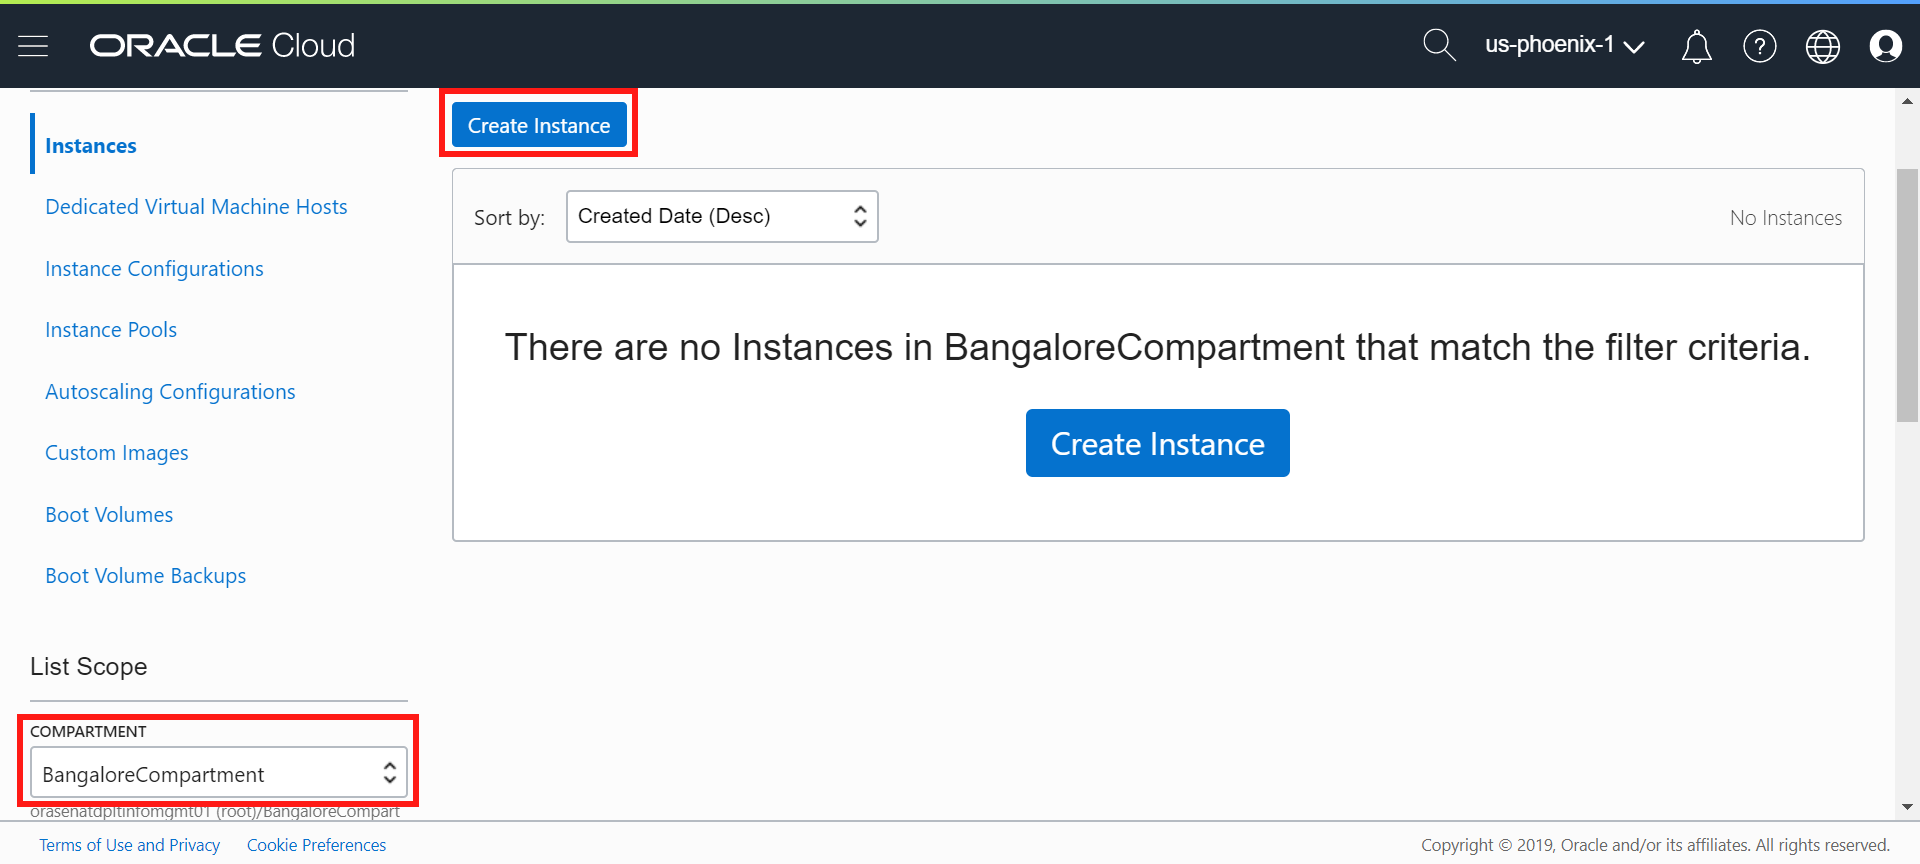 ORACLE Cloud
us-phoenix-1
Instances
Dedicated Virtual Machine Hosts
Instance Configurations
Instance Pools
Autoscaling Configurations
Custom Images
Boot Volumes
Boot Volume Backups
List Scope
COMPARTMENT
BangaloreCompartment
orasenatdpltinfomgmt01 (root)/BangaloreCompart
Create Instance
Sort by: Created Date (Desc)
No Instances
There are no Instances in BangaloreCompartment that match the filter criteria.
Create Instance
Terms of Use and Privacy Cookie Preferences
Copyright © 2019, Oracle and/or its affiliates. All rights reserved.